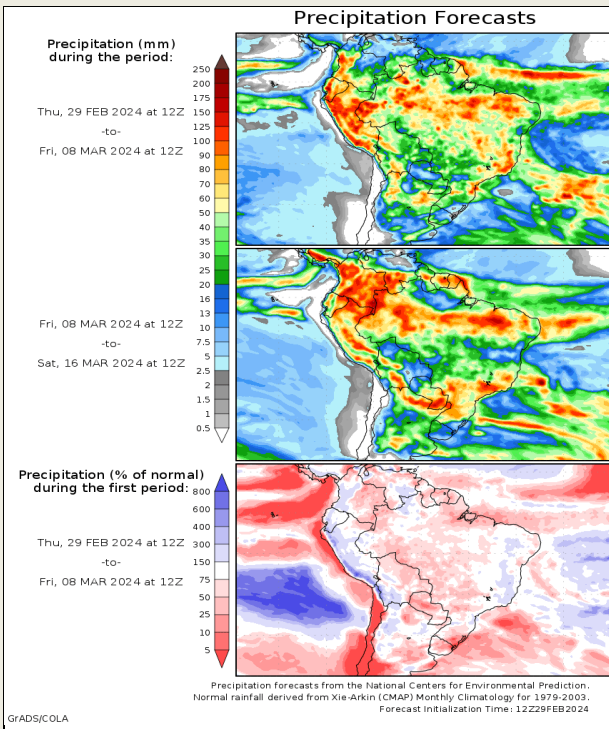 Precipitation Forecasts
Precipitation (mm)
during the period:
250
200
175
150
125
100
90
80
70
60
50
40
35
30
25
20
16
13
10
7.5
5
2.5
2
1.5
1
0.5
Thu, 29 FEB 2024 at 12Z
-to-
Fri, 08 MAR 2024 at 12Z
Fri, 08 MAR 2024 at 12Z
-to-
Sat, 16 MAR 2024 at 12Z
Precipitation (% of normal)
during the first period:
800
600
400
300
150
75
50
25
10
5
Thu, 29 FEB 2024 at 12Z
-to-
Fri, 08 MAR 2024 at 12Z
Precipitation forecasts from the National Centers for Environmental Prediction.
Normal rainfall derived from Xie-Arkin (CMAP) Monthly Climatology for 1979-2003.
Forecast Initialization Time: 12Z29FEB2024
GrADS/COLA